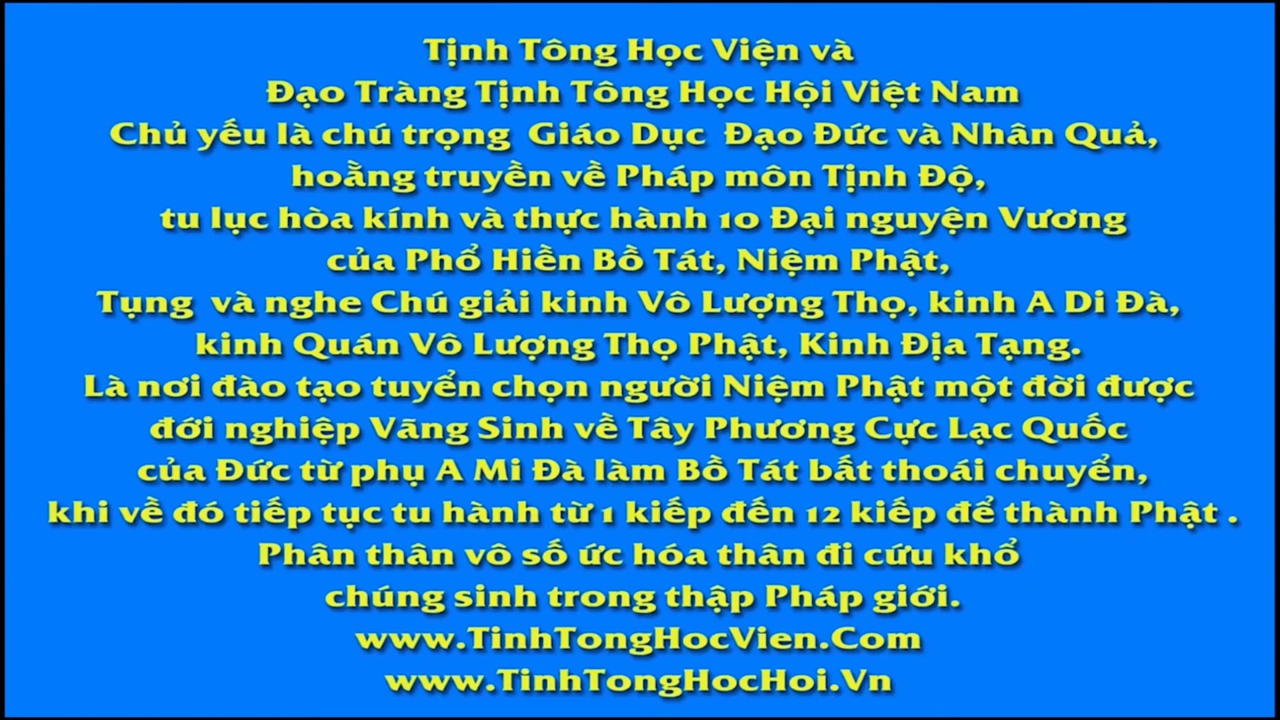 Tịnh Tông Học Viện và
Đạo Tràng Tịnh Tông Học Hội Việt Nam
Chủ yếu là chú trọng Giáo Dục Đạo Đức và Nhân Quả,
hoằng truyền về Pháp môn Tịnh Độ,
tu lục hòa kính và thực hành 10 Đại nguyện Vương
của Phổ Hiền Bồ Tát, Niệm Phật,
Tụng và nghe Chú giải kinh Vô Lượng Thọ, kinh A Di Đà,
kinh Quán Vô Lượng Thọ Phật, Kinh Địa Tạng.
Là nơi đào tạo tuyển chọn người Niệm Phật một đời được
đới nghiệp Vãng Sinh về Tây Phương Cực Lạc Quốc
của Đức từ phụ A Mi Đà làm Bồ Tát bất thoái chuyển,
khi về đó tiếp tục tu hành từ 1 kiếp đến 12 kiếp để thành Phật .
Phân thân vô số ức hóa thân đi cứu khổ
chúng sinh trong thập Pháp giới.
www.TinhTongHocVien.Com
www.TinhTongHocHoi.Vn